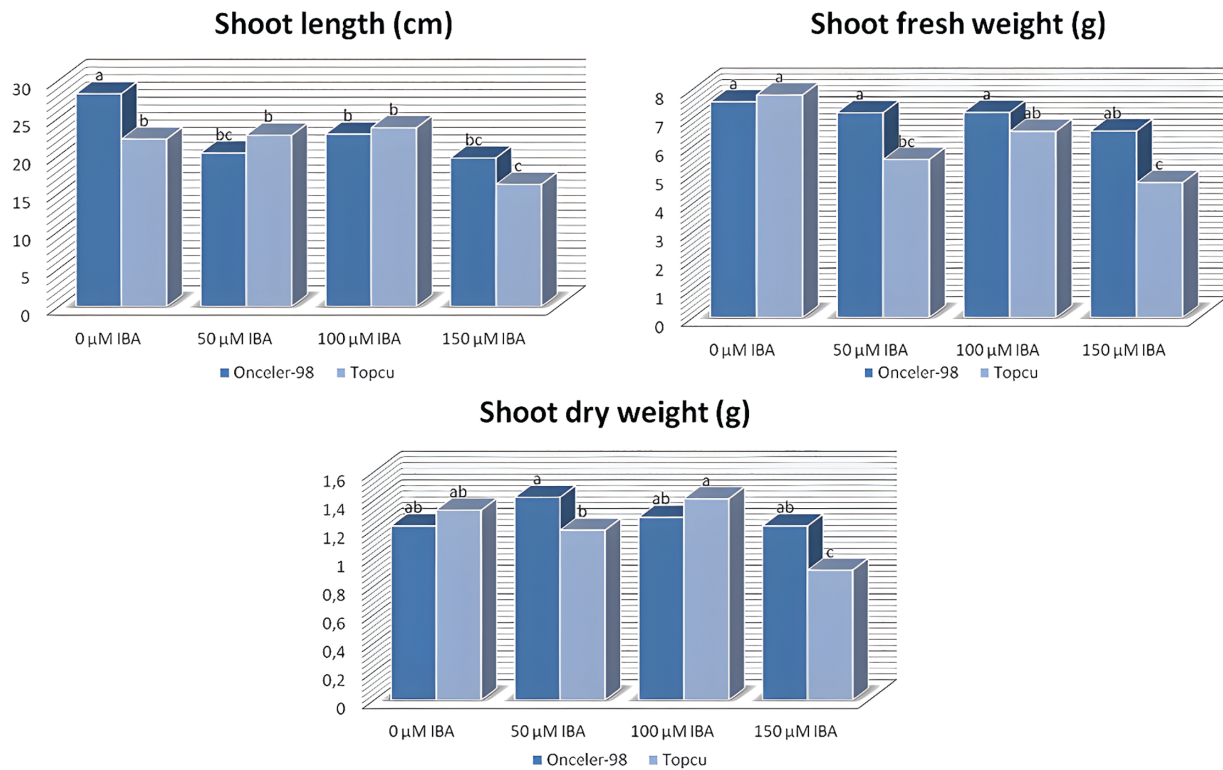 Shoot length (cm)
30
25
20
15
10
5
0
a
b
bc
b
b
b
bc
c
0 µM IBA
50 µM IBA
100 µM IBA
150 µM IBA
Onceler-98
Topcu
Shoot fresh weight (g)
8
7
6
5
4
3
2
1
0
a
a
a
bc
a
ab
ab
c
0 µM IBA
50 µM IBA
100 µM IBA
150 µM IBA
Onceler-98
Topcu
Shoot dry weight (g)
1,6
1,4
1,2
1
0,8
0,6
0,4
0,2
0
ab
ab
a
b
ab
a
ab
c
0 µM IBA
50 µM IBA
100 µM IBA
150 µM IBA
Onceler-98
Topcu